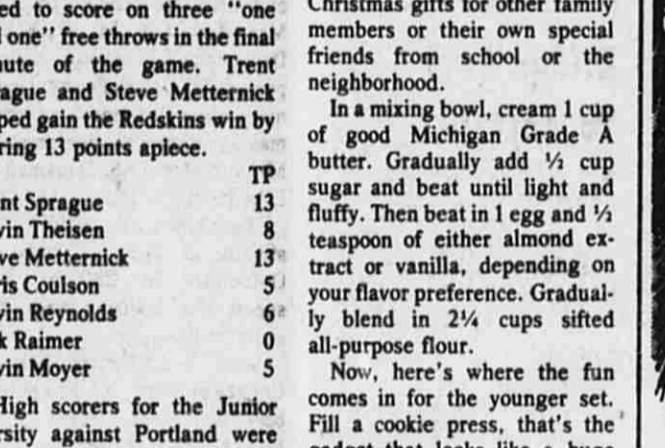 ed to score on three "one
one" free throws in the final
of the game. Trent
and Steve Metternick
gain the Redskins win by
ring 13 points apiece.
TP
nt Sprague 13
vin Theisen 8
ve Metternick 13
ris Coulson 5
vin Reynolds 6
k Raimer 0
vin Moyer 5
High scorers for the Junior
rsity against Portland were
Christmas gifts for other family
members or their own special
friends from school or the
neighborhood.
In a mixing bowl, cream 1 cup
of good Michigan Grade A
butter. Gradually add ½ cup
sugar and beat until light and
fluffy. Then beat in 1 egg and ½
teaspoon of either almond ex-
tract or vanilla, depending on
your flavor preference. Gradual-
ly blend in 2¼ cups sifted
all-purpose flour.
Now, here's where the fun
comes in for the younger set.
Fill a cookie press, that's the
gadget that looks like a huge